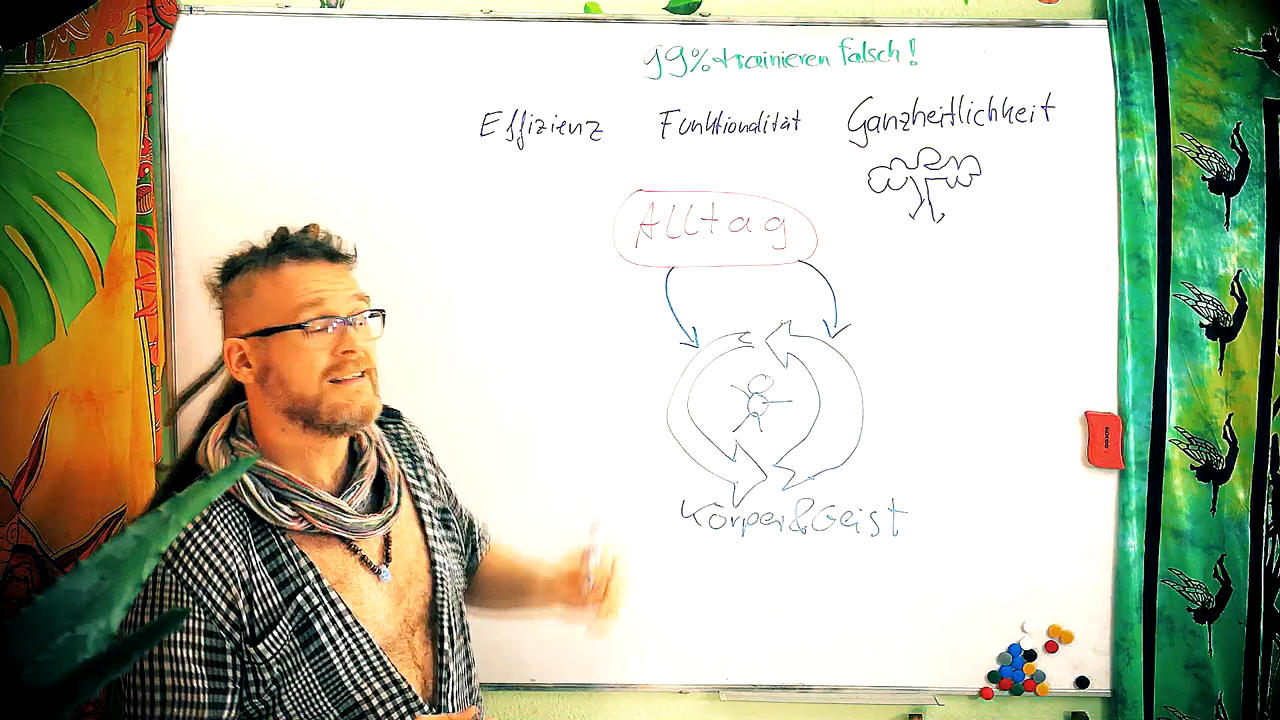 99% trainieren falsch!
Effizienz Funktionalität Ganzheitlichkeit
Alltag
Körper&Geist